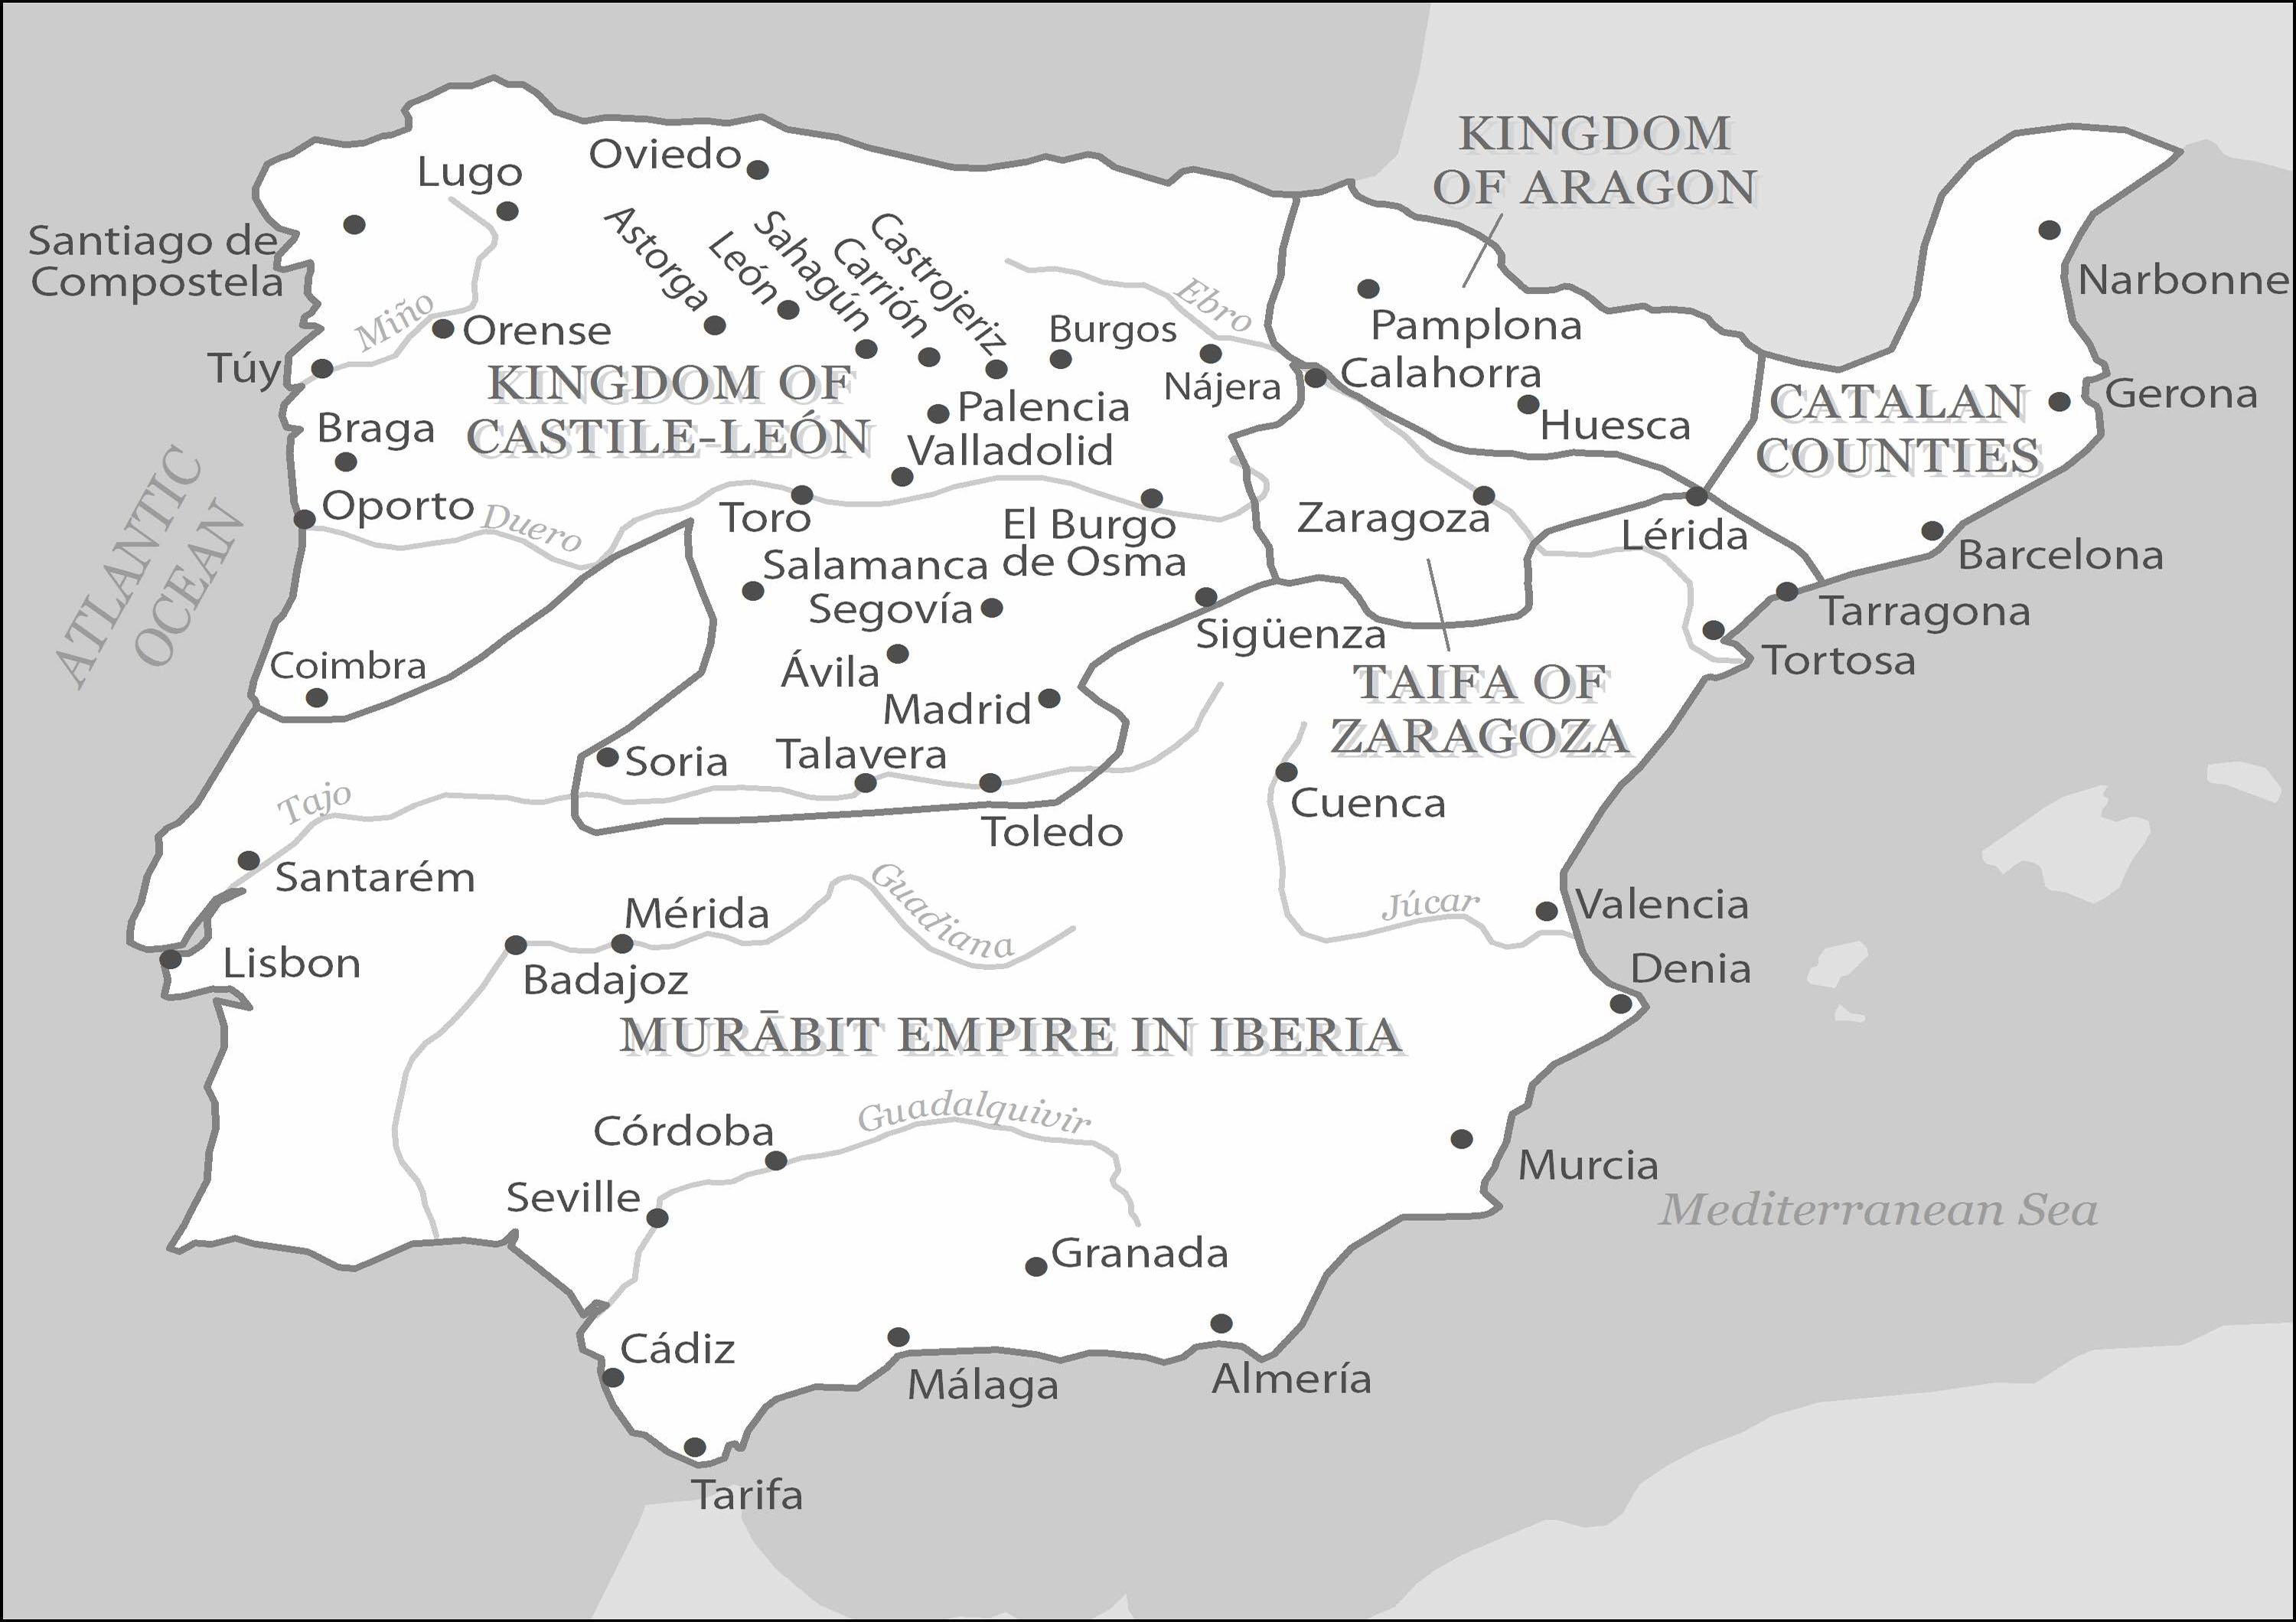 KINGDOM
OF ARAGON
Oviedo
Lugo
Santiago de
Compostela
Astorga
León
Sahagún
Carrión
Castrojeriz
Ebro
Narbonne
Miño
Orense
Pamplona
Burgos
Túy
Nájera
Calahorra
KINGDOM OF
CASTILE-LEÓN
Palencia
CATALAN
COUNTIES
Gerona
Braga
Huesca
Valladolid
Oporto
Duero
Toro
El Burgo
de Osma
Zaragoza
Lérida
Barcelona
ATLANTIC
OCEAN
Salamanca
Segovía
Sigüenza
Tarragona
Tortosa
Coimbra
Ávila
Madrid
TAIFA OF
ZARAGOZA
Soria
Talavera
Tajo
Cuenca
Toledo
Santarém
Mérida
Guadiana
Júcar
Valencia
Lisbon
Badajoz
Denia
MURĀBIT EMPIRE IN IBERIA
Córdoba
Guadalquivir
Murcia
Seville
Mediterranean Sea
Granada
Cádiz
Málaga
Almería
Tarifa